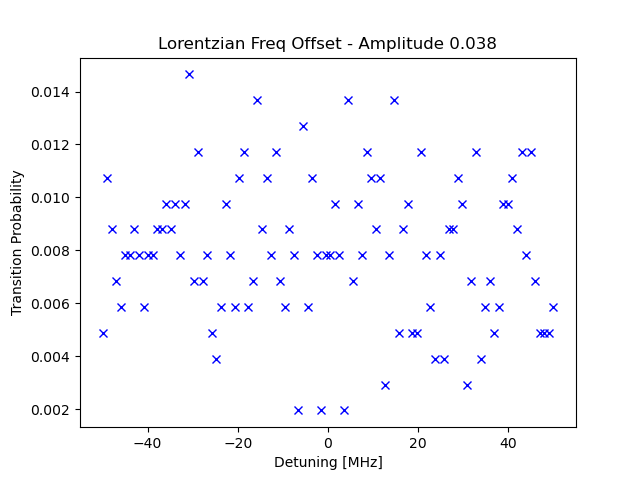 Lorentzian Freq Offset - Amplitude 0.038
Transition Probability
0.014
0.012
0.010
0.008
0.006
0.004
0.002
−40 −20 0 20 40
Detuning [MHz]